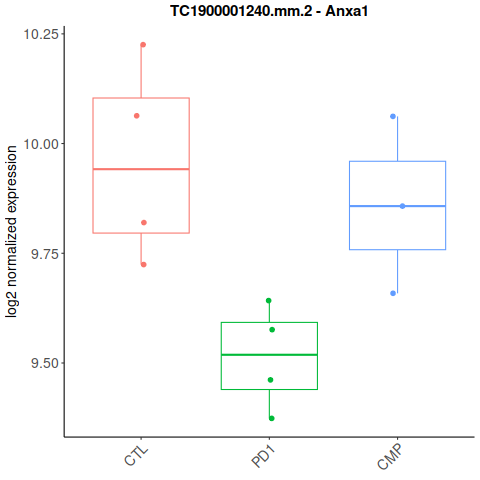 TC1900001240.mm.2 - Anxa1
log2 normalized expression
10.25
10.00
9.75
9.50
CTL
PD1
CMP